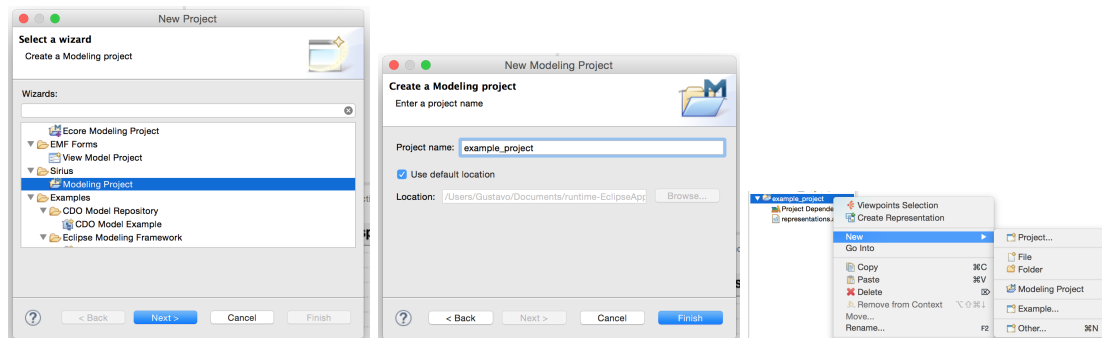 New Project
Select a wizard
Create a Modeling project
Wizards:
Ecore Modeling Project
EMF Forms
View Model Project
Sirius
Modeling Project
Examples
CDO Model Repository
CDO Model Example
Eclipse Modeling Framework
< Back
Next >
Cancel
Finish
New Modeling Project
Create a Modeling project
Enter a project name
Project name: example_project
Use default location
Location: /Users/Gustavo/Documents/runtime-EclipseApp
Browse...
< Back
Next >
Cancel
Finish
example_project
Project Depende
representations.a
Viewpoints Selection
Create Representation
New
Go Into
Copy ⌘C
Paste ⌘V
Delete ⌦
Remove from Context ⌥⇧⌘↓
Move...
Rename... F2
Project...
File
Folder
Modeling Project
Example...
Other... ⌘N